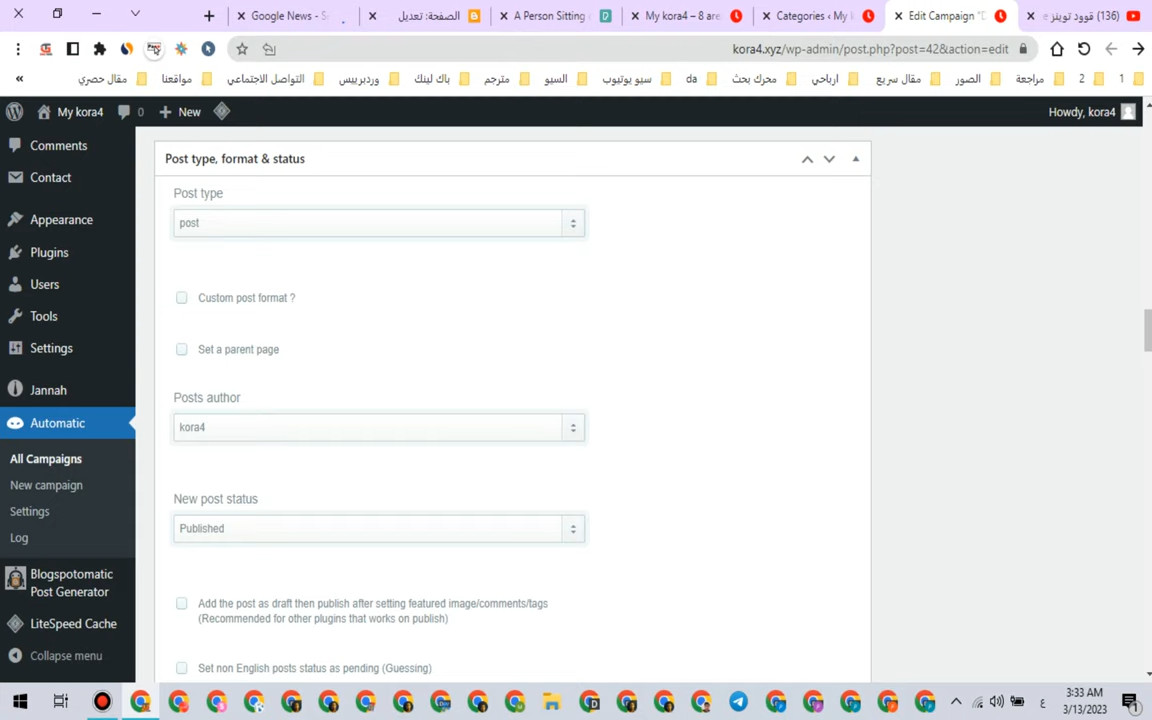 Google News - S
الصفحة: تعديل
A Person Sitting
My kora4 – 8 are
Categories ‹ My
Edit Campaign "D
(136) قوود توينز
kora4.xyz/wp-admin/post.php?post=42&action=edit
«
مقال حصري
مواقعنا
التواصل الاجتماعي
وردبريس
باك لينك
مترجم
السيو
سيو يوتيوب
da
محرك بحث
ارباحي
مقال سريع
الصور
مراجعة
2
1
My kora4
0
New
Howdy, kora4
Comments
Contact
Appearance
Plugins
Users
Tools
Settings
Jannah
Automatic
All Campaigns
New campaign
Settings
Log
Blogspotomatic
Post Generator
LiteSpeed Cache
Collapse menu
Post type, format & status
Post type
post
Custom post format ?
Set a parent page
Posts author
kora4
New post status
Published
Add the post as draft then publish after setting featured image/comments/tags
(Recommended for other plugins that works on publish)
Set non English posts status as pending (Guessing)
ع
3:33 AM
3/13/2023
1